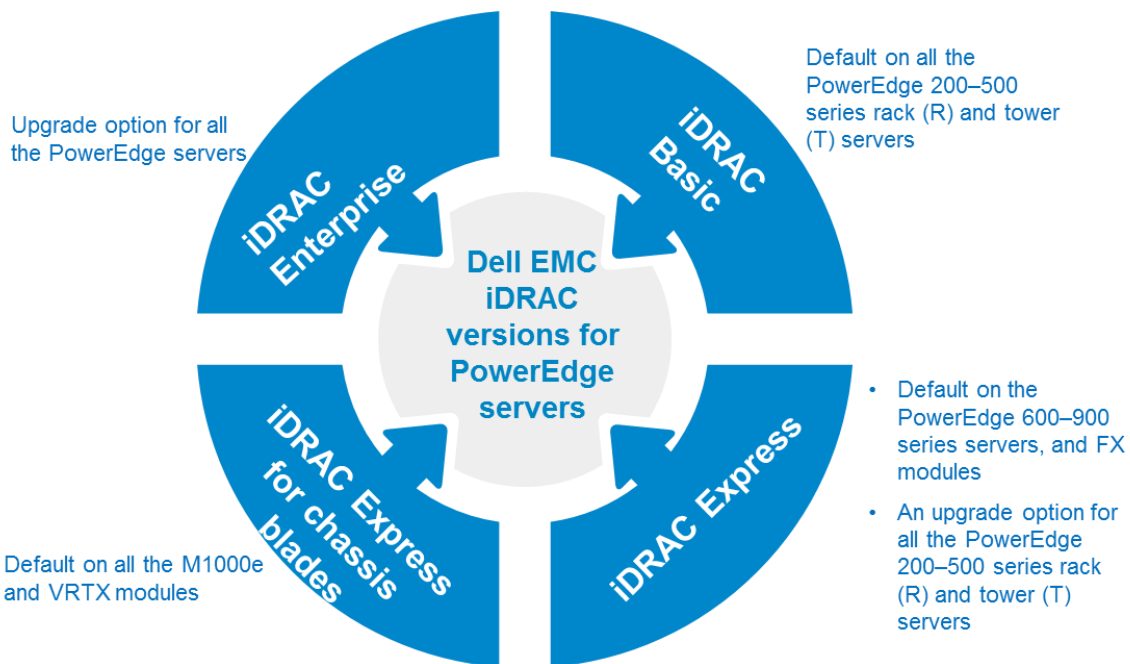 Upgrade option for all
the PowerEdge servers
iDRAC
Enterprise
iDRAC
Basic
Default on all the
PowerEdge 200–500
series rack (R) and tower
(T) servers
Dell EMC
iDRAC
versions for
PowerEdge
servers
Default on all the M1000e
and VRTX modules
iDRAC Express
for chassis
blades
iDRAC Express
• Default on the
PowerEdge 600–900
series servers, and FX
modules
• An upgrade option for
all the PowerEdge
200–500 series rack
(R) and tower (T)
servers